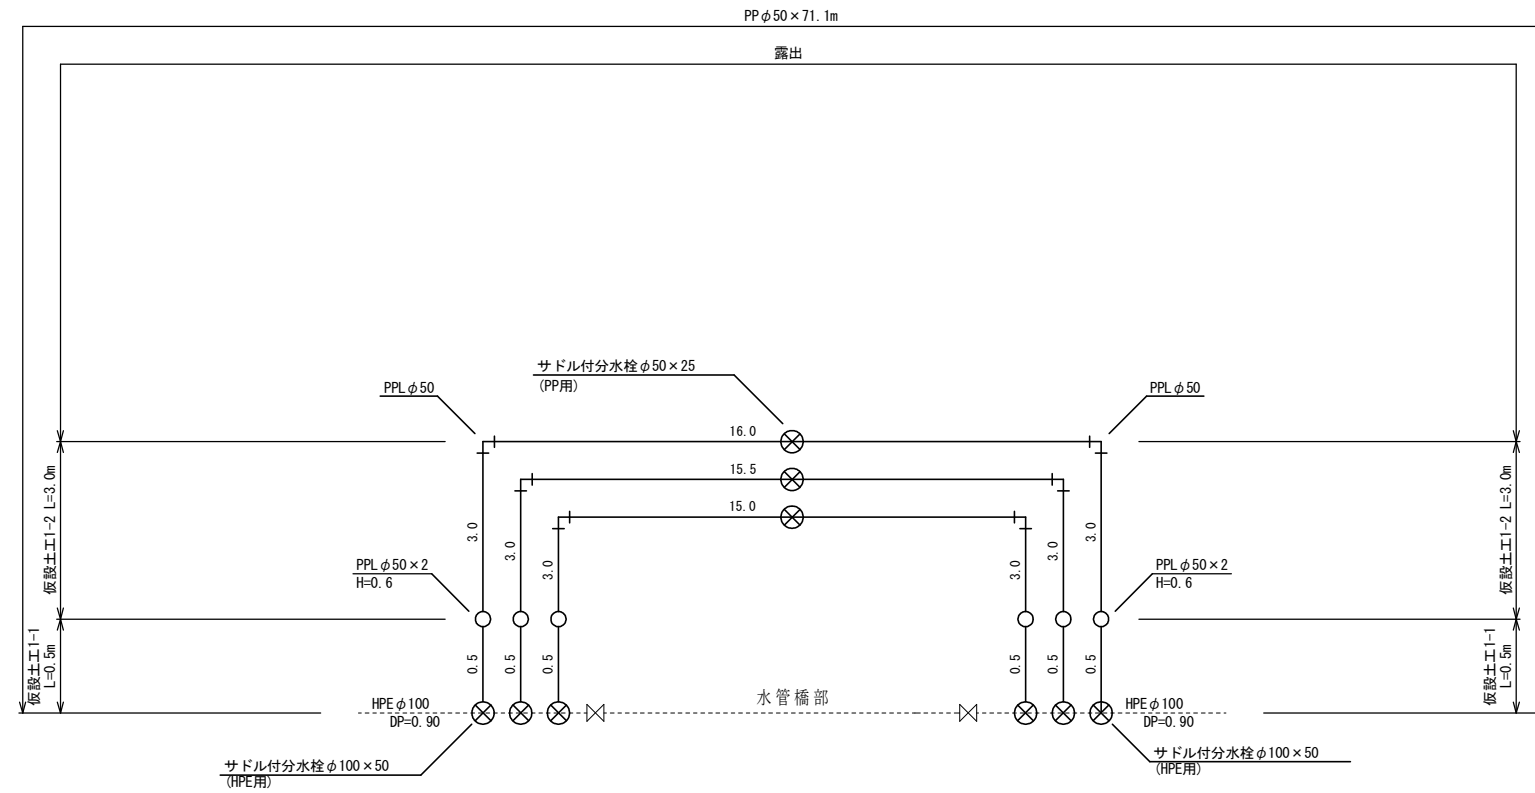 PPφ50×71.1m
露出
サドル付分水栓φ50×25
(PP用)
PPLφ50
PPLφ50
16.0
15.5
15.0
仮設土工1-2 L=3.0m
3.0
3.0
3.0
3.0
3.0
3.0
仮設土工1-2 L=3.0m
PPLφ50×2
H=0.6
PPLφ50×2
H=0.6
仮設土工1-1
L=0.5m
0.5
0.5
0.5
0.5
0.5
0.5
仮設土工1-1
L=0.5m
水管橋部
HPEφ100
DP=0.90
HPEφ100
DP=0.90
サドル付分水栓φ100×50
(HPE用)
サドル付分水栓φ100×50
(HPE用)